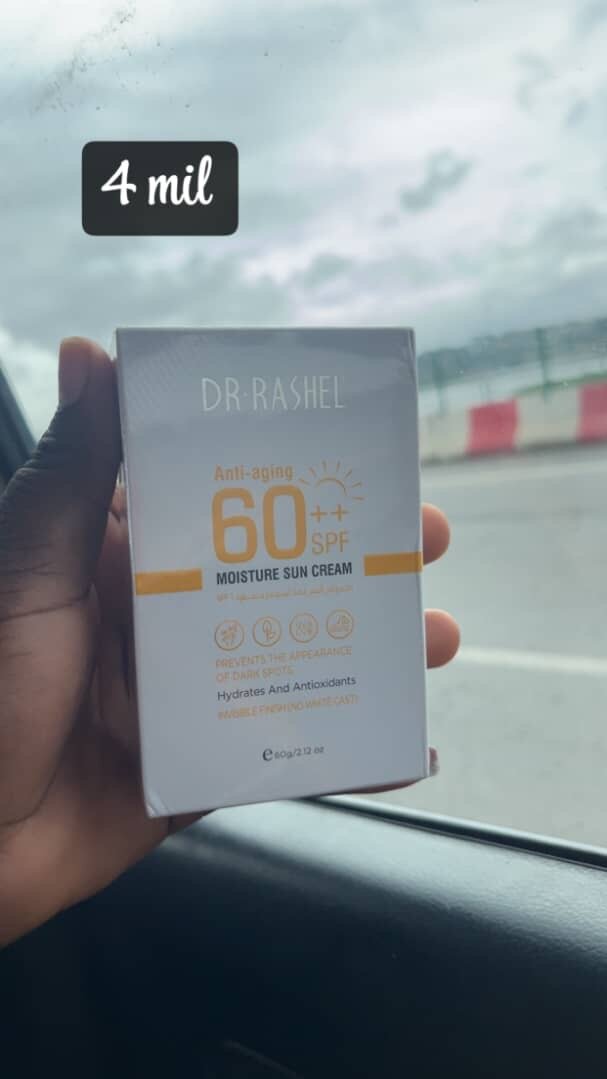 4 mil
DR·RASHEL
Anti-aging
60++
SPF
MOISTURE SUN CREAM
PREVENTS THE APPEARANCE
OF DARK SPOTS
Hydrates And Antioxidants
INVISIBLE FINISH (NO WHITE CAST)
e 60g/2.12 oz